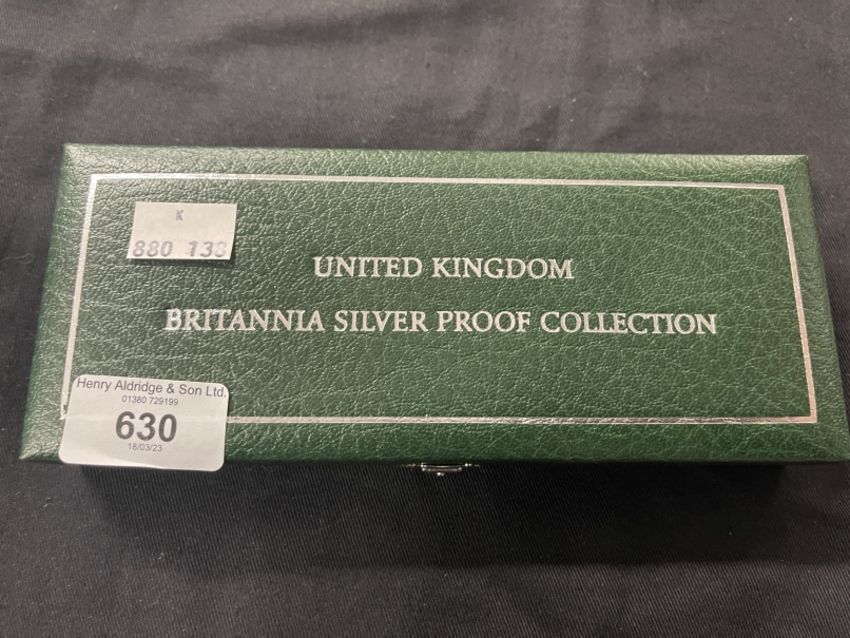 K
880 138
UNITED KINGDOM
BRITANNIA SILVER PROOF COLLECTION
Henry Aldridge & Son Ltd.
01380 729199
630
18/03/23